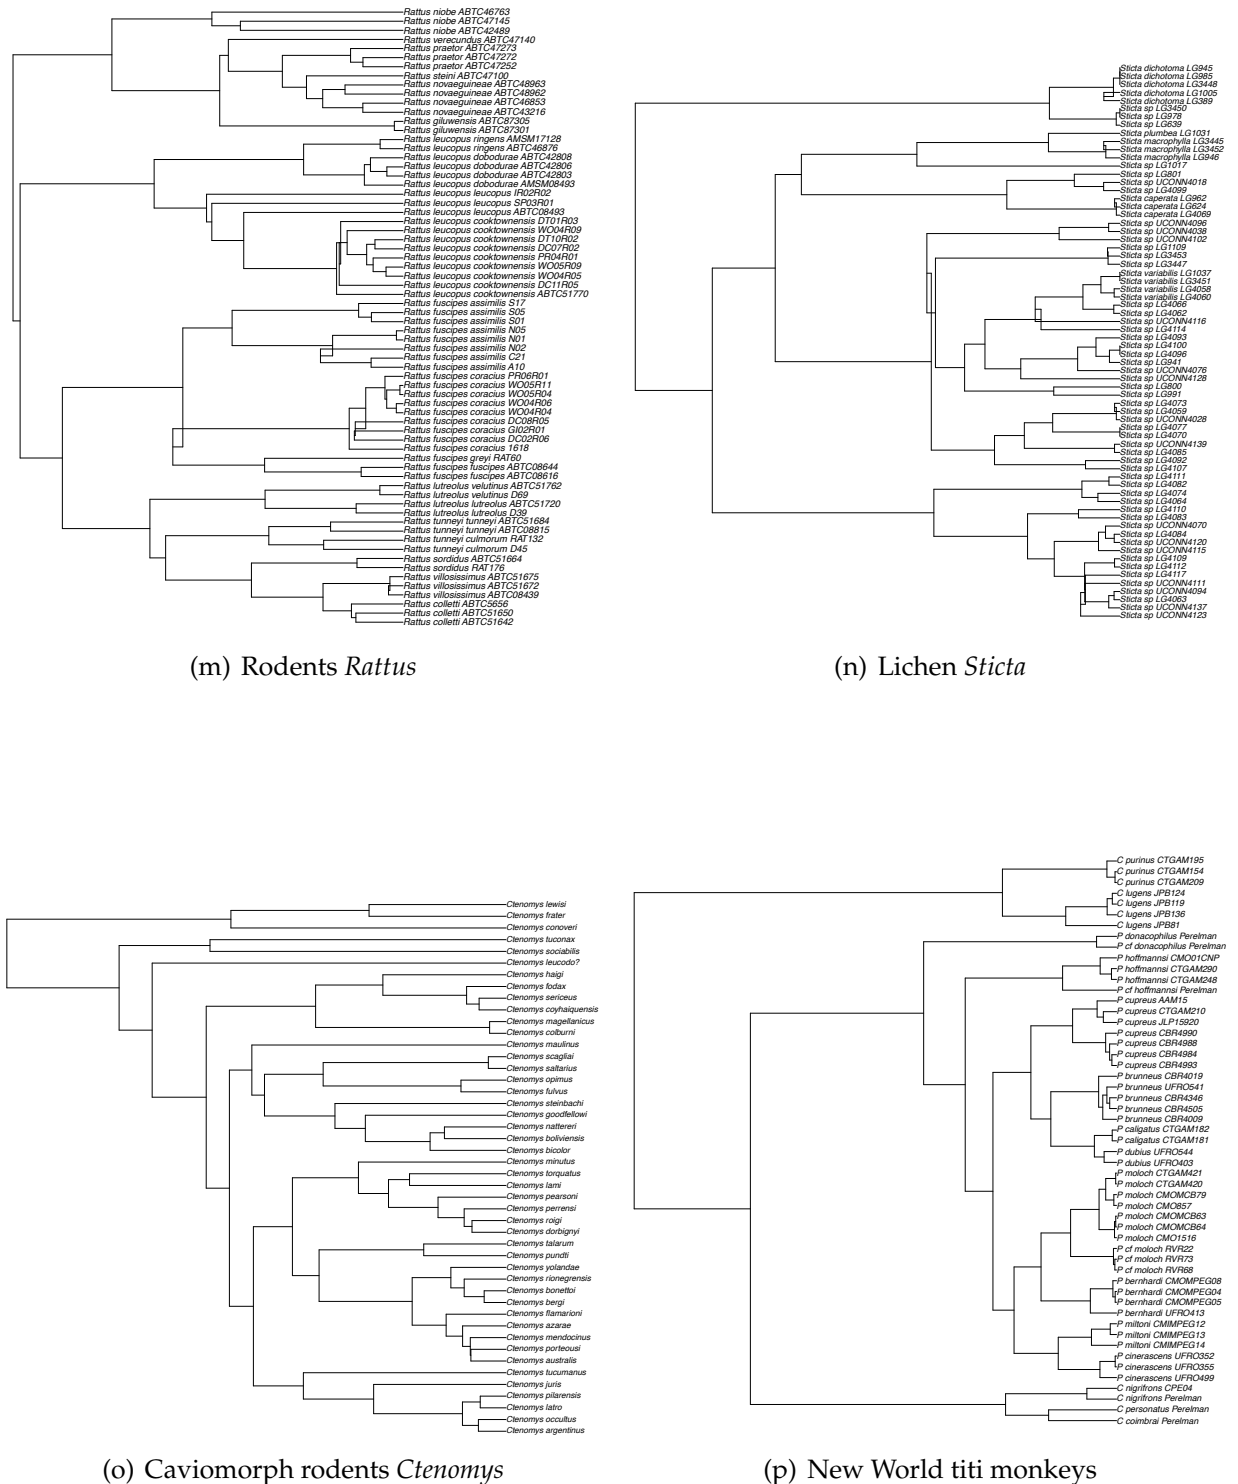 Rattus niobe ABTC46763
Rattus niobe ABTC47145
Rattus niobe ABTC42489
Rattus verecundus ABTC47140
Rattus praetor ABTC47273
Rattus praetor ABTC47272
Rattus praetor ABTC47252
Rattus steini ABTC47100
Rattus novaeguineae ABTC48963
Rattus novaeguineae ABTC48962
Rattus novaeguineae ABTC46853
Rattus novaeguineae ABTC43216
Rattus giluwensis ABTC87305
Rattus giluwensis ABTC87301
Rattus leucopus ringens AMSM17128
Rattus leucopus ringens ABTC46876
Rattus leucopus dobodurae ABTC42808
Rattus leucopus dobodurae ABTC42806
Rattus leucopus dobodurae ABTC42803
Rattus leucopus dobodurae AMSM08493
Rattus leucopus leucopus IR02R02
Rattus leucopus leucopus SP03R01
Rattus leucopus leucopus ABTC08493
Rattus leucopus cooktownensis DT01R03
Rattus leucopus cooktownensis WO04R09
Rattus leucopus cooktownensis DT10R02
Rattus leucopus cooktownensis DC07R02
Rattus leucopus cooktownensis PR04R01
Rattus leucopus cooktownensis WO05R09
Rattus leucopus cooktownensis WO04R05
Rattus leucopus cooktownensis DC11R05
Rattus leucopus cooktownensis ABTC51770
Rattus fuscipes assimilis S17
Rattus fuscipes assimilis S05
Rattus fuscipes assimilis S01
Rattus fuscipes assimilis N05
Rattus fuscipes assimilis N01
Rattus fuscipes assimilis N02
Rattus fuscipes assimilis C21
Rattus fuscipes assimilis A10
Rattus fuscipes coracius PR06R01
Rattus fuscipes coracius WO05R11
Rattus fuscipes coracius WO05R04
Rattus fuscipes coracius WO04R06
Rattus fuscipes coracius WO04R04
Rattus fuscipes coracius DC08R05
Rattus fuscipes coracius GI02R01
Rattus fuscipes coracius DC02R06
Rattus fuscipes coracius 1618
Rattus fuscipes greyi RAT60
Rattus fuscipes fuscipes ABTC08644
Rattus fuscipes fuscipes ABTC08616
Rattus lutreolus velutinus ABTC51762
Rattus lutreolus velutinus D69
Rattus lutreolus lutreolus ABTC51720
Rattus lutreolus lutreolus D39
Rattus tunneyi tunneyi ABTC51684
Rattus tunneyi tunneyi ABTC08815
Rattus tunneyi culmorum RAT132
Rattus tunneyi culmorum D45
Rattus sordidus ABTC51664
Rattus sordidus RAT176
Rattus villosissimus ABTC51675
Rattus villosissimus ABTC51672
Rattus villosissimus ABTC08439
Rattus colletti ABTC5656
Rattus colletti ABTC51650
Rattus colletti ABTC51642
(m) Rodents Rattus
Sticta dichotoma LG945
Sticta dichotoma LG985
Sticta dichotoma LG3448
Sticta dichotoma LG1005
Sticta dichotoma LG389
Sticta sp LG3450
Sticta sp LG978
Sticta sp LG639
Sticta plumbea LG1031
Sticta macrophylla LG3445
Sticta macrophylla LG3452
Sticta macrophylla LG946
Sticta sp LG1017
Sticta sp LG801
Sticta sp UCONN4018
Sticta sp LG4099
Sticta caperata LG962
Sticta caperata LG624
Sticta caperata LG4069
Sticta sp UCONN4096
Sticta sp UCONN4038
Sticta sp UCONN4102
Sticta sp LG1109
Sticta sp LG3453
Sticta sp LG3447
Sticta variabilis LG1037
Sticta variabilis LG3451
Sticta variabilis LG4058
Sticta variabilis LG4060
Sticta sp LG4066
Sticta sp LG4062
Sticta sp UCONN4116
Sticta sp LG4114
Sticta sp LG4093
Sticta sp LG4100
Sticta sp LG4096
Sticta sp LG941
Sticta sp UCONN4076
Sticta sp UCONN4128
Sticta sp LG800
Sticta sp LG991
Sticta sp LG4073
Sticta sp LG4059
Sticta sp UCONN4028
Sticta sp LG4077
Sticta sp LG4070
Sticta sp UCONN4139
Sticta sp LG4085
Sticta sp LG4092
Sticta sp LG4107
Sticta sp LG4111
Sticta sp LG4082
Sticta sp LG4074
Sticta sp LG4064
Sticta sp LG4110
Sticta sp LG4083
Sticta sp UCONN4070
Sticta sp LG4084
Sticta sp UCONN4120
Sticta sp UCONN4115
Sticta sp LG4109
Sticta sp LG4112
Sticta sp LG4117
Sticta sp UCONN4111
Sticta sp UCONN4094
Sticta sp LG4063
Sticta sp UCONN4137
Sticta sp UCONN4123
(n) Lichen Sticta
Ctenomys lewisi
Ctenomys frater
Ctenomys conoveri
Ctenomys tuconax
Ctenomys sociabilis
Ctenomys leucodo?
Ctenomys haigi
Ctenomys fodax
Ctenomys sericeus
Ctenomys coyhaiquensis
Ctenomys magellanicus
Ctenomys colburni
Ctenomys maulinus
Ctenomys scagliai
Ctenomys saltarius
Ctenomys opimus
Ctenomys fulvus
Ctenomys steinbachi
Ctenomys goodfellowi
Ctenomys nattereri
Ctenomys boliviensis
Ctenomys bicolor
Ctenomys minutus
Ctenomys torquatus
Ctenomys lami
Ctenomys pearsoni
Ctenomys perrensi
Ctenomys roigi
Ctenomys dorbignyi
Ctenomys talarum
Ctenomys pundti
Ctenomys yolandae
Ctenomys rionegrensis
Ctenomys bonettoi
Ctenomys bergi
Ctenomys flamarioni
Ctenomys azarae
Ctenomys mendocinus
Ctenomys porteousi
Ctenomys australis
Ctenomys tucumanus
Ctenomys juris
Ctenomys pilarensis
Ctenomys latro
Ctenomys occultus
Ctenomys argentinus
(o) Caviomorph rodents Ctenomys
C purinus CTGAM195
C purinus CTGAM154
C purinus CTGAM209
C lugens JPB124
C lugens JPB119
C lugens JPB136
C lugens JPB81
P donacophilus Perelman
P cf donacophilus Perelman
P hoffmannsi CMO01CNP
P hoffmannsi CTGAM290
P hoffmannsi CTGAM248
P cf hoffmannsi Perelman
P cupreus AAM15
P cupreus CTGAM210
P cupreus JLP15920
P cupreus CBR4990
P cupreus CBR4988
P cupreus CBR4984
P cupreus CBR4993
P brunneus CBR4019
P brunneus UFRO541
P brunneus CBR4346
P brunneus CBR4505
P brunneus CBR4009
P caligatus CTGAM182
P caligatus CTGAM181
P dubius UFRO544
P dubius UFRO403
P moloch CTGAM421
P moloch CTGAM420
P moloch CMOMCB79
P moloch CMO857
P moloch CMOMCB63
P moloch CMOMCB64
P moloch CMO1516
P cf moloch RVR22
P cf moloch RVR73
P cf moloch RVR68
P bernhardi CMOMPEG08
P bernhardi CMOMPEG04
P bernhardi CMOMPEG05
P bernhardi UFRO413
P miltoni CMIMPEG12
P miltoni CMIMPEG13
P miltoni CMIMPEG14
P cinerascens UFRO352
P cinerascens UFRO355
P cinerascens UFRO499
C nigrifrons CPE04
C nigrifrons Perelman
C personatus Perelman
C coimbrai Perelman
(p) New World titi monkeys